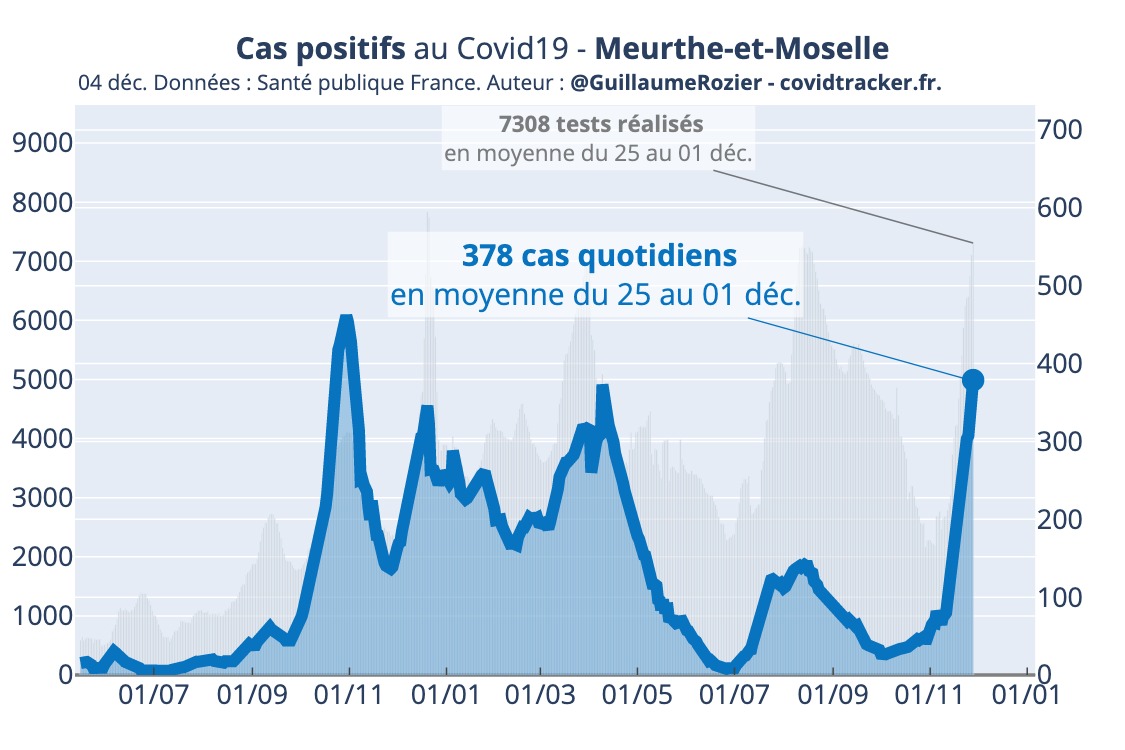 Cas positifs au Covid19 - Meurthe-et-Moselle
04 déc. Données : Santé publique France. Auteur : @GuillaumeRozier - covidtracker.fr.
7308 tests réalisés
en moyenne du 25 au 01 déc.
378 cas quotidiens
en moyenne du 25 au 01 déc.
9000
8000
7000
6000
5000
4000
3000
2000
1000
0
700
600
500
400
300
200
100
0
01/07 01/09 01/11 01/01 01/03 01/05 01/07 01/09 01/11 01/01